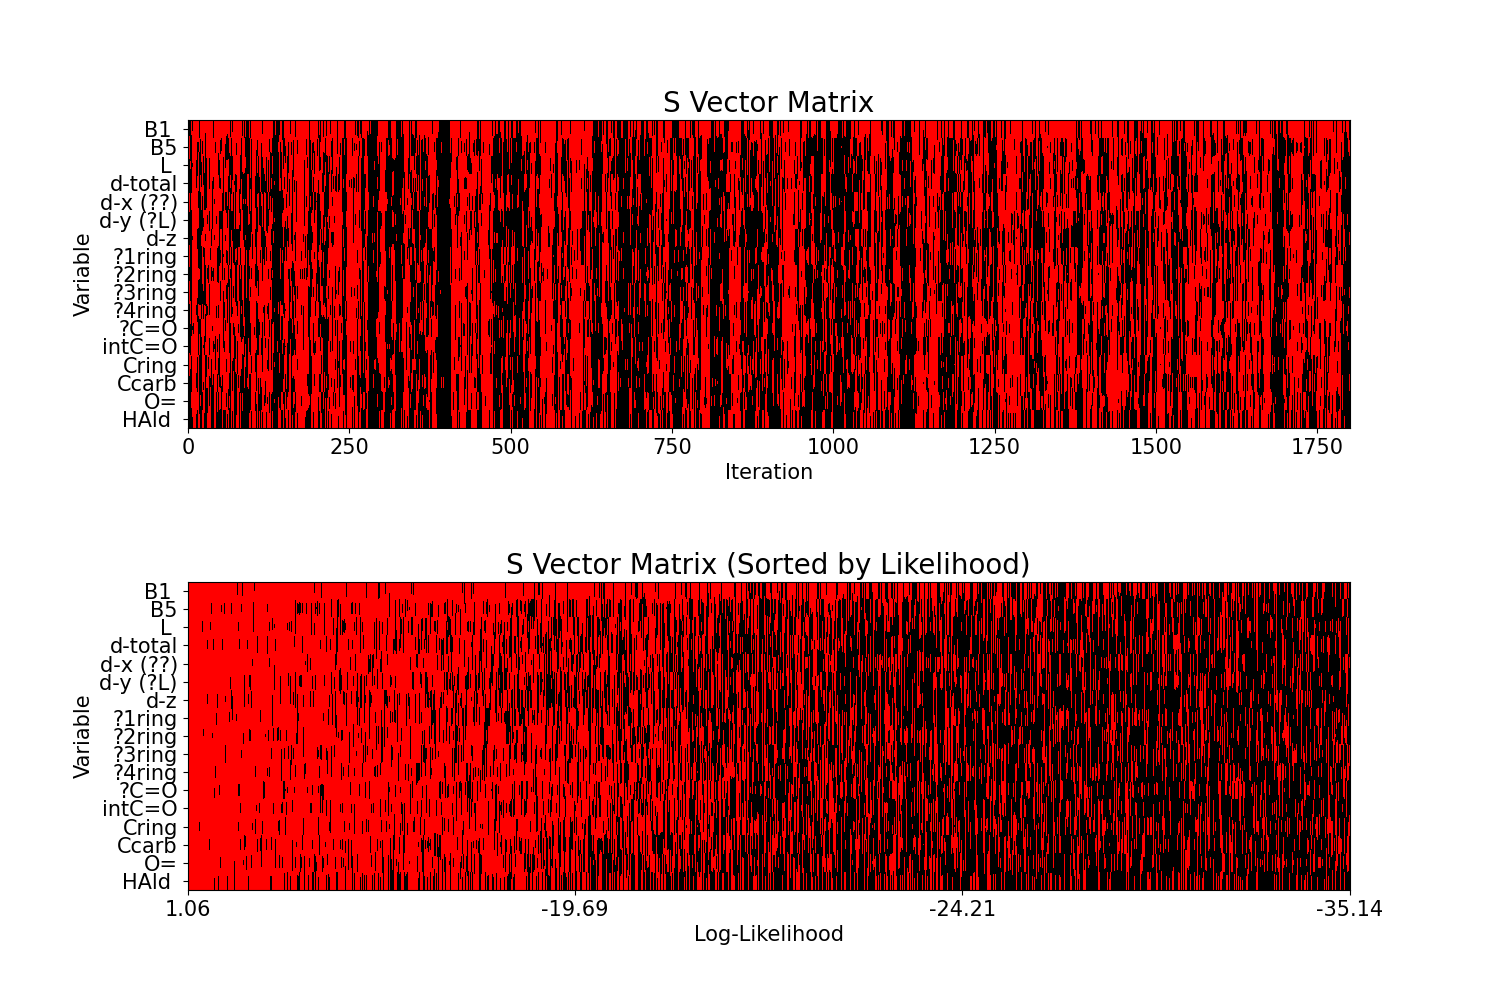 S Vector Matrix
B1
B5
L
d-total
d-x (??)
d-y (?L)
d-z
?1ring
?2ring
?3ring
?4ring
?C=O
intC=O
Cring
Ccarb
O=
HAld
Variable
0 250 500 750 1000 1250 1500 1750
Iteration
S Vector Matrix (Sorted by Likelihood)
B1
B5
L
d-total
d-x (??)
d-y (?L)
d-z
?1ring
?2ring
?3ring
?4ring
?C=O
intC=O
Cring
Ccarb
O=
HAld
Variable
1.06 -19.69 -24.21 -35.14
Log-Likelihood